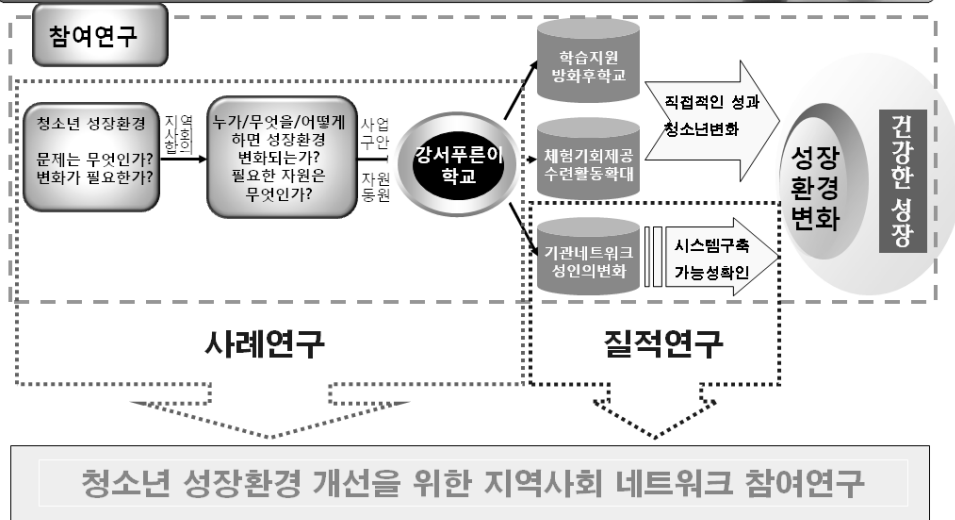 참여연구
청소년 성장환경
문제는 무엇인가?
변화가 필요한가?
지역
사회
합의
누가/무엇을/어떻게
하면 성장환경
변화되는가?
필요한 자원은
무엇인가?
사업
구안
자원
동원
강서푸른이
학교
학습지원
방화후학교
체험기회제공
수련활동확대
기관네트워크
성인의변화
직접적인 성과
청소년변화
시스템구축
가능성확인
성장
환경
변화
건강한 성장
사례연구
질적연구
청소년 성장환경 개선을 위한 지역사회 네트워크 참여연구